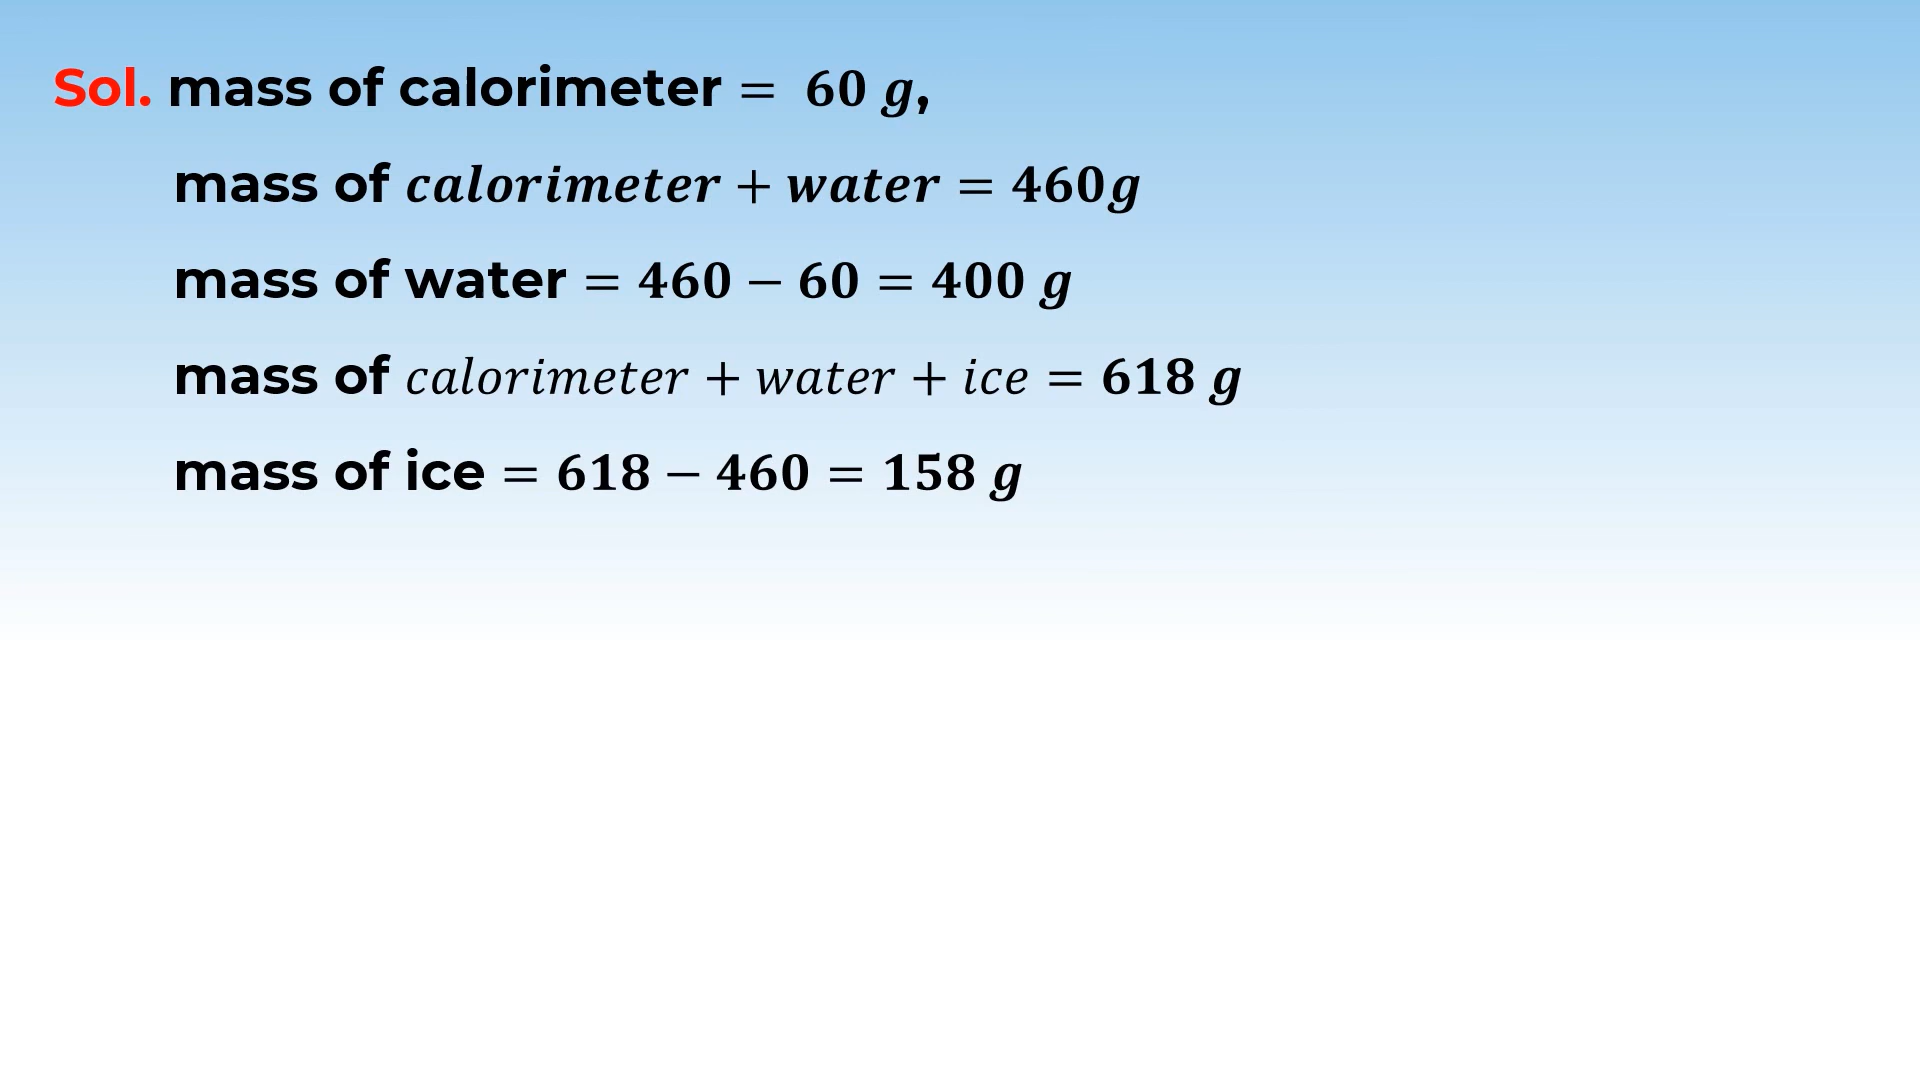 Sol. mass of calorimeter = 60 g,
mass of calorimeter + water = 460g
mass of water = 460 − 60 = 400 g
mass of calorimeter + water + ice = 618 g
mass of ice = 618 − 460 = 158 g